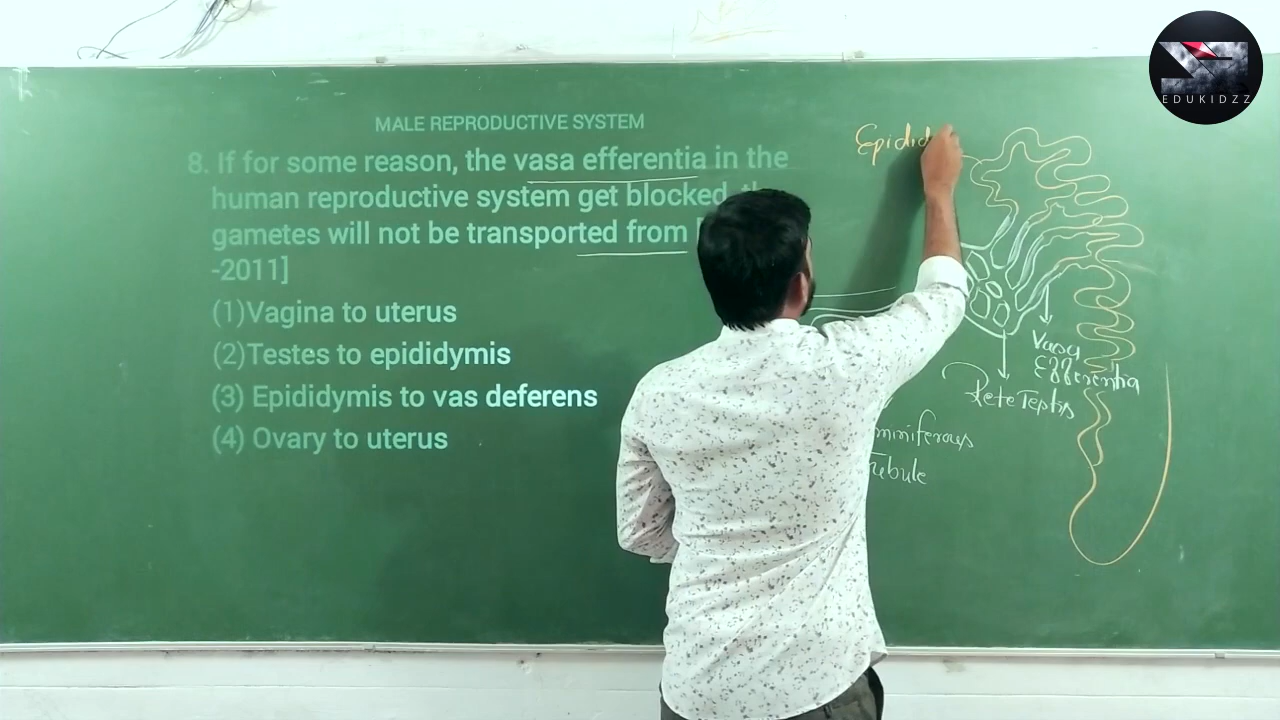 EDUKIDZZ
MALE REPRODUCTIVE SYSTEM
8. If for some reason, the vasa efferentia in the
human reproductive system get blocked,
gametes will not be transported from
-2011]
(1)Vagina to uterus
(2)Testes to epididymis
(3) Epididymis to vas deferens
(4) Ovary to uterus
Epidid
Vasa
Efferentia
Rete Testis